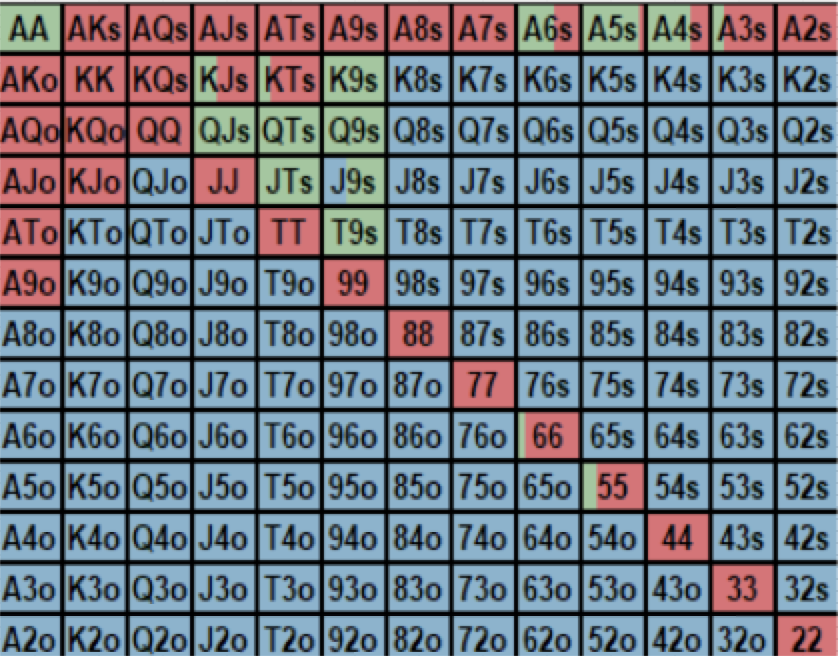 AA AKs AQs AJs ATs A9s A8s A7s A6s A5s A4s A3s A2s
AKo KK KQs KJs KTs K9s K8s K7s K6s K5s K4s K3s K2s
AQo KQo QQ QJs QTs Q9s Q8s Q7s Q6s Q5s Q4s Q3s Q2s
AJo KJo QJo JJ JTs J9s J8s J7s J6s J5s J4s J3s J2s
ATo KTo QTo JTo TT T9s T8s T7s T6s T5s T4s T3s T2s
A9o K9o Q9o J9o T9o 99 98s 97s 96s 95s 94s 93s 92s
A8o K8o Q8o J8o T8o 98o 88 87s 86s 85s 84s 83s 82s
A7o K7o Q7o J7o T7o 97o 87o 77 76s 75s 74s 73s 72s
A6o K6o Q6o J6o T6o 96o 86o 76o 66 65s 64s 63s 62s
A5o K5o Q5o J5o T5o 95o 85o 75o 65o 55 54s 53s 52s
A4o K4o Q4o J4o T4o 94o 84o 74o 64o 54o 44 43s 42s
A3o K3o Q3o J3o T3o 93o 83o 73o 63o 53o 43o 33 32s
A2o K2o Q2o J2o T2o 92o 82o 72o 62o 52o 42o 32o 22